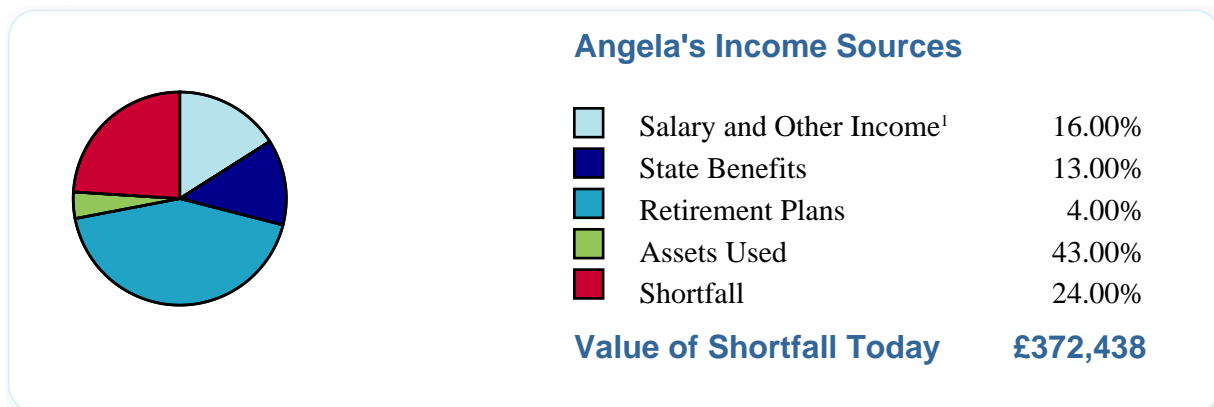 Angela's Income Sources
Salary and Other Income¹ 16.00%
State Benefits 13.00%
Retirement Plans 4.00%
Assets Used 43.00%
Shortfall 24.00%
Value of Shortfall Today £372,438